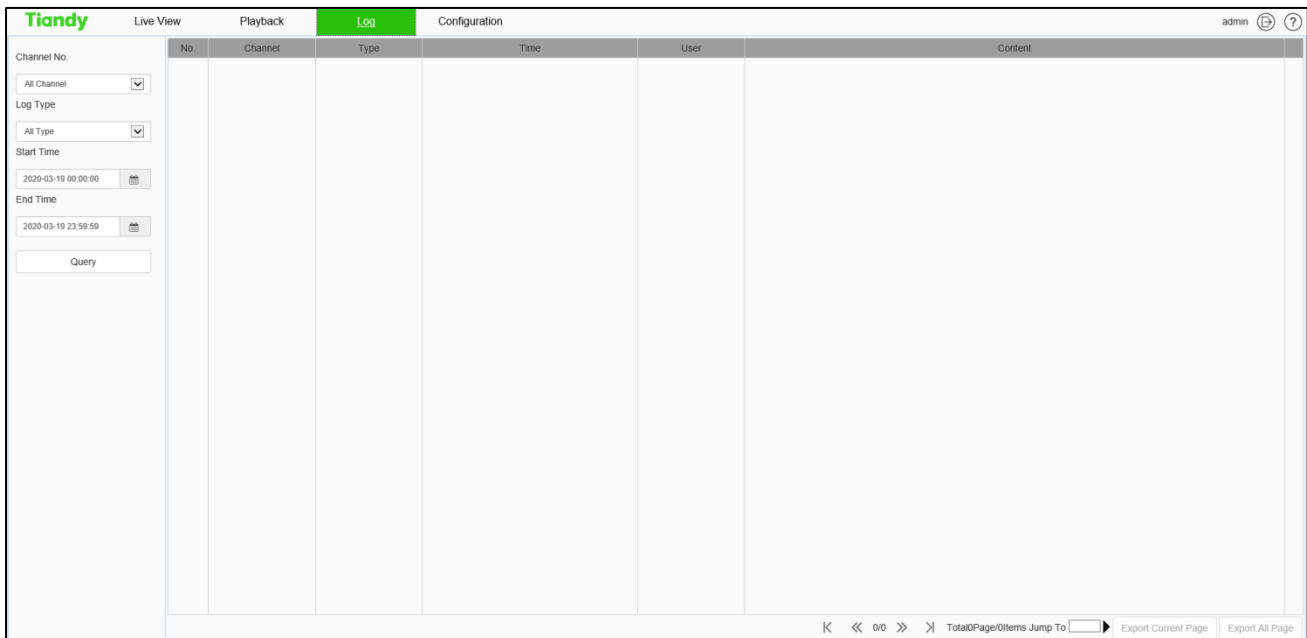 Tiandy Live View Playback Log Configuration admin
No. Channel Type Time User Content
Channel No.
All Channel
Log Type
All Type
Start Time
2020-03-19 00:00:00
End Time
2020-03-19 23:59:59
Query
0/0 Total0Page/0Items Jump To Export Current Page Export All Page